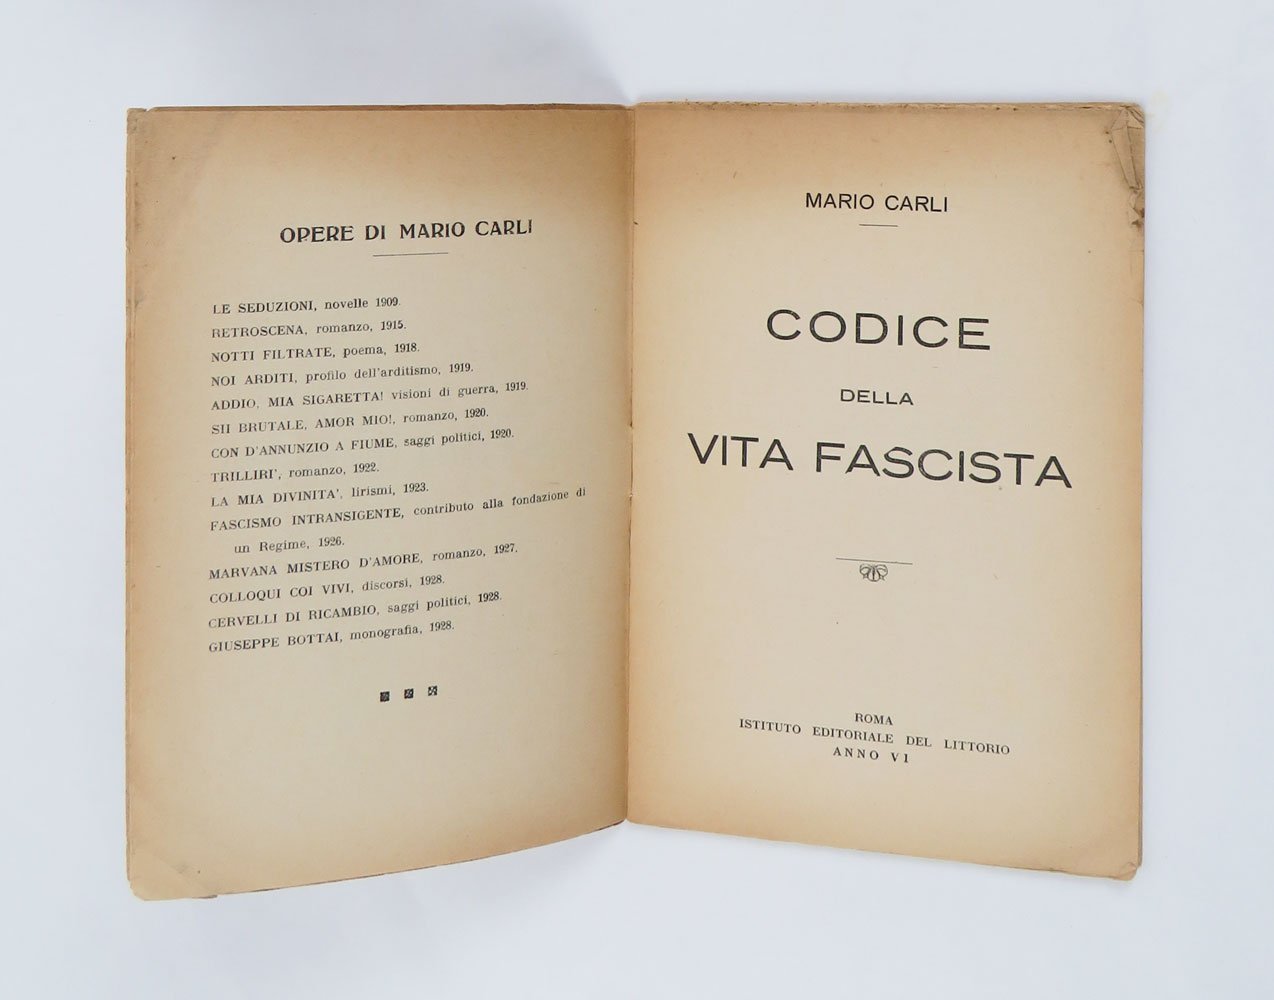 OPERE DI MARIO CARLI
LE SEDUZIONI, novelle 1909.
RETROSCENA, romanzo, 1915.
NOTTI FILTRATE, poema, 1918.
NOI ARDITI, profilo dell'arditismo, 1919.
ADDIO, MIA SIGARETTA! visioni di guerra, 1919.
SII BRUTALE, AMOR MIO!, romanzo, 1920.
CON D'ANNUNZIO A FIUME, saggi politici, 1920.
TRILLIRI', romanzo, 1922.
LA MIA DIVINITA', lirismi, 1923.
FASCISMO INTRANSIGENTE, contributo alla fondazione di
un Regime, 1926.
MARVANA MISTERO D'AMORE, romanzo, 1927.
COLLOQUI COI VIVI, discorsi, 1928.
CERVELLI DI RICAMBIO, saggi politici, 1928.
GIUSEPPE BOTTAI, monografia, 1928.
MARIO CARLI
CODICE
DELLA
VITA FASCISTA
ROMA
ISTITUTO EDITORIALE DEL LITTORIO
ANNO VI